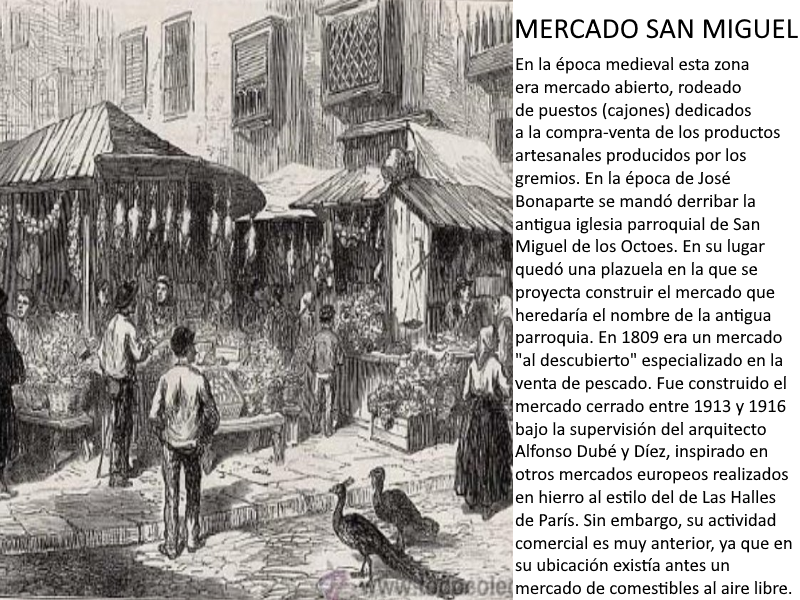 MERCADO SAN MIGUEL
En la época medieval esta zona
era mercado abierto, rodeado
de puestos (cajones) dedicados
a la compra-venta de los productos
artesanales producidos por los
gremios. En la época de José
Bonaparte se mandó derribar la
antigua iglesia parroquial de San
Miguel de los Octoes. En su lugar
quedó una plazuela en la que se
proyecta construir el mercado que
heredaría el nombre de la antigua
parroquia. En 1809 era un mercado
"al descubierto" especializado en la
venta de pescado. Fue construido el
mercado cerrado entre 1913 y 1916
bajo la supervisión del arquitecto
Alfonso Dubé y Díez, inspirado en
otros mercados europeos realizados
en hierro al estilo del de Las Halles
de París. Sin embargo, su actividad
comercial es muy anterior, ya que en
su ubicación existía antes un
mercado de comestibles al aire libre.